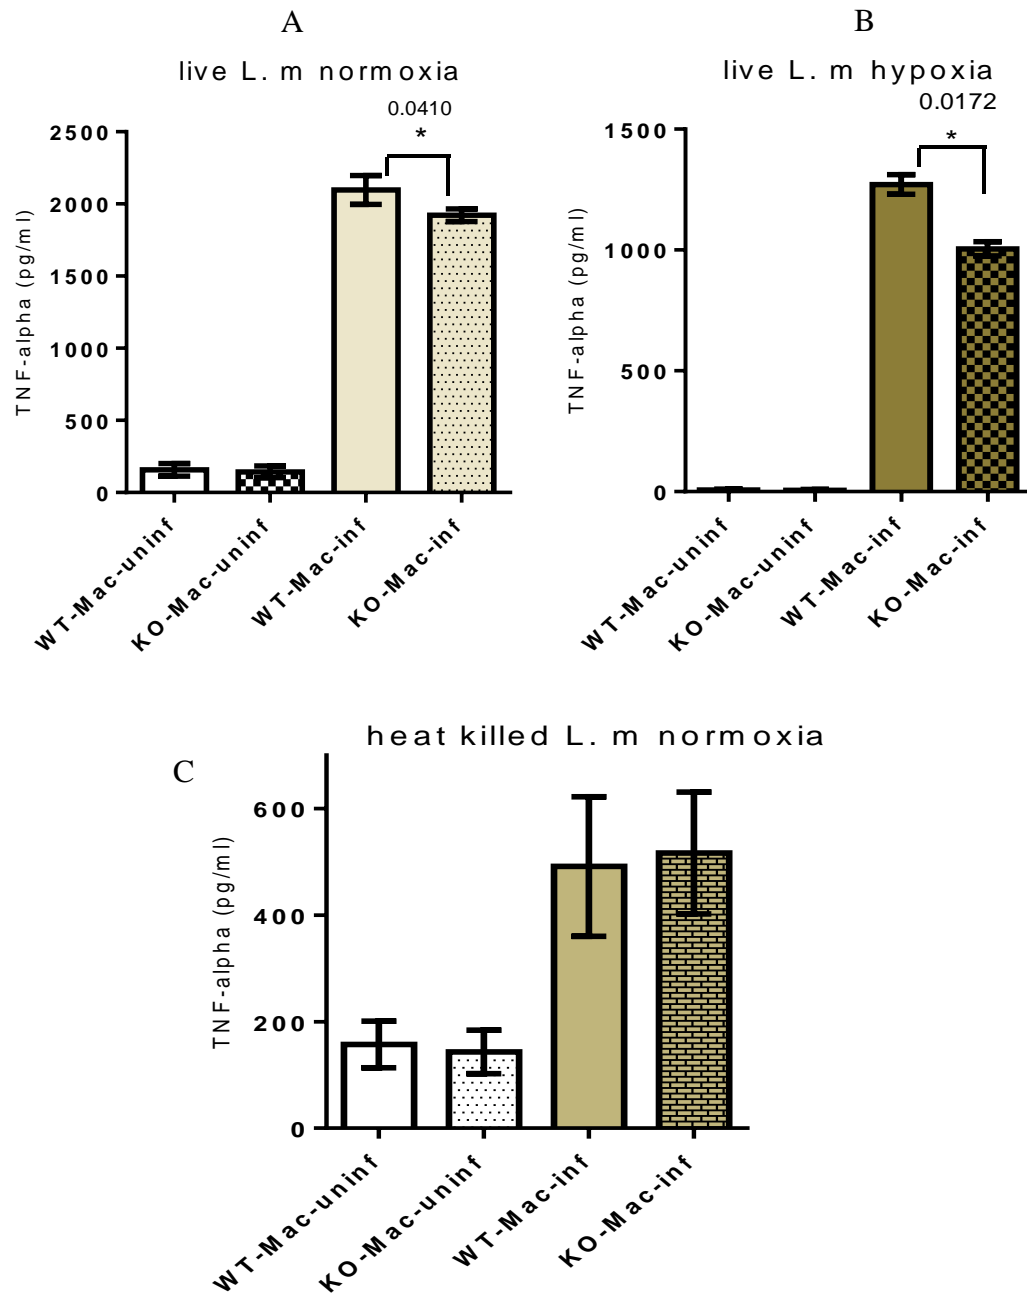 A
live L. m normoxia
0.0410
*
2500
2000
1500
1000
500
0
TNF-alpha (pg/ml)
WT-Mac-uninf
KO-Mac-uninf
WT-Mac-inf
KO-Mac-inf
B
live L. m hypoxia
0.0172
*
1500
1000
500
0
TNF-alpha (pg/ml)
WT-Mac-uninf
KO-Mac-uninf
WT-Mac-inf
KO-Mac-inf
C
heat killed L. m normoxia
600
400
200
0
TNF-alpha (pg/ml)
WT-Mac-uninf
KO-Mac-uninf
WT-Mac-inf
KO-Mac-inf